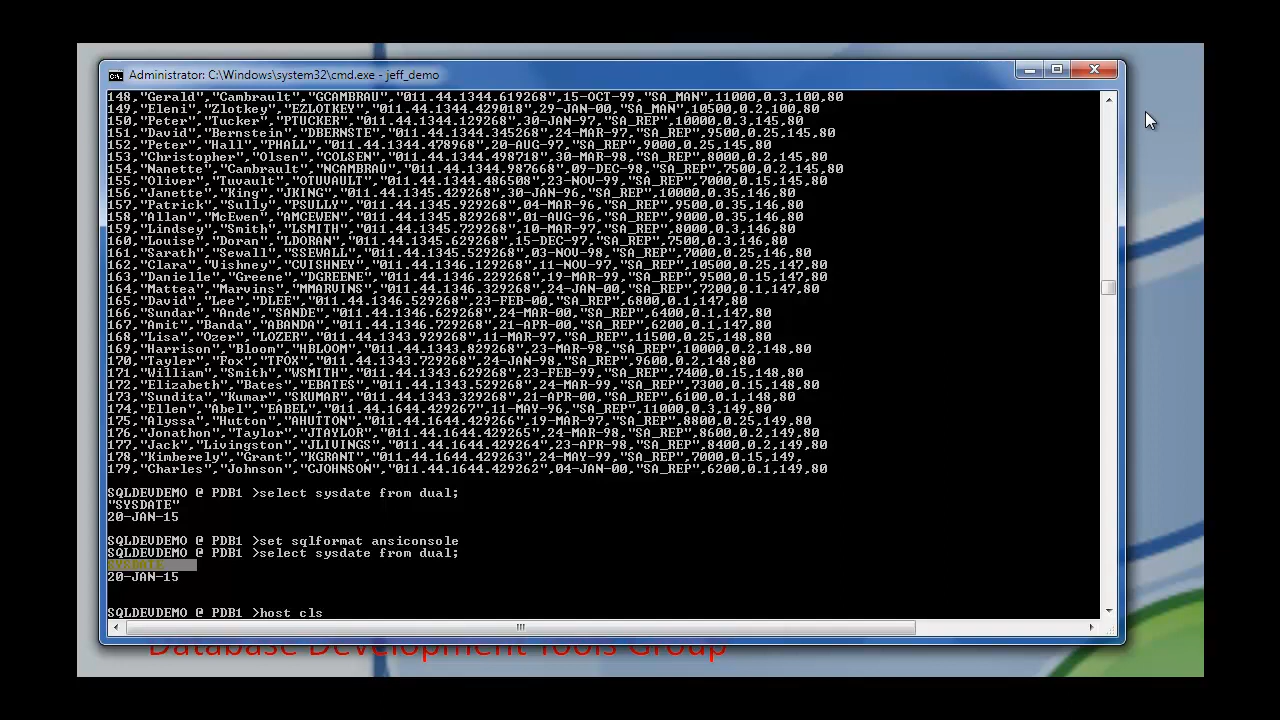 Administrator: C:\Windows\system32\cmd.exe - jeff_demo
148,"Gerald","Cambrault","GCAMBRAU","011.44.1344.619268",15-OCT-99,"SA_MAN",11000,0.3,100,80
149,"Eleni","Zlotkey","EZLOTKEY","011.44.1344.429018",29-JAN-00,"SA_MAN",10500,0.2,100,80
150,"Peter","Tucker","PTUCKER","011.44.1344.129268",30-JAN-97,"SA_REP",10000,0.3,145,80
151,"David","Bernstein","DBERNSTE","011.44.1344.345268",24-MAR-97,"SA_REP",9500,0.25,145,80
152,"Peter","Hall","PHALL","011.44.1344.478968",20-AUG-97,"SA_REP",9000,0.25,145,80
153,"Christopher","Olsen","COLSEN","011.44.1344.498718",30-MAR-98,"SA_REP",8000,0.2,145,80
154,"Nanette","Cambrault","NCAMBRAU","011.44.1344.987668",09-DEC-98,"SA_REP",7500,0.2,145,80
155,"Oliver","Tuvault","OTUVAULT","011.44.1344.486508",23-NOV-99,"SA_REP",7000,0.15,145,80
156,"Janette","King","JKING","011.44.1345.429268",30-JAN-96,"SA_REP",10000,0.35,146,80
157,"Patrick","Sully","PSULLY","011.44.1345.929268",04-MAR-96,"SA_REP",9500,0.35,146,80
158,"Allan","McEwen","AMCEWEN","011.44.1345.829268",01-AUG-96,"SA_REP",9000,0.35,146,80
159,"Lindsey","Smith","LSMITH","011.44.1345.729268",10-MAR-97,"SA_REP",8000,0.3,146,80
160,"Louise","Doran","LDORAN","011.44.1345.629268",15-DEC-97,"SA_REP",7500,0.3,146,80
161,"Sarath","Sewall","SSEWALL","011.44.1345.529268",03-NOV-98,"SA_REP",7000,0.25,146,80
162,"Clara","Vishney","CVISHNEY","011.44.1346.129268",11-NOV-97,"SA_REP",10500,0.25,147,80
163,"Danielle","Greene","DGREENE","011.44.1346.229268",19-MAR-99,"SA_REP",9500,0.15,147,80
164,"Mattea","Marvins","MMARVINS","011.44.1346.329268",24-JAN-00,"SA_REP",7200,0.1,147,80
165,"David","Lee","DLEE","011.44.1346.529268",23-FEB-00,"SA_REP",6800,0.1,147,80
166,"Sundar","Ande","SANDE","011.44.1346.629268",24-MAR-00,"SA_REP",6400,0.1,147,80
167,"Amit","Banda","ABANDA","011.44.1346.729268",21-APR-00,"SA_REP",6200,0.1,147,80
168,"Lisa","Ozer","LOZER","011.44.1343.929268",11-MAR-97,"SA_REP",11500,0.25,148,80
169,"Harrison","Bloom","HBLOOM","011.44.1343.829268",23-MAR-98,"SA_REP",10000,0.2,148,80
170,"Tayler","Fox","TFOX","011.44.1343.729268",24-JAN-98,"SA_REP",9600,0.2,148,80
171,"William","Smith","WSMITH","011.44.1343.629268",23-FEB-99,"SA_REP",7400,0.15,148,80
172,"Elizabeth","Bates","EBATES","011.44.1343.529268",24-MAR-99,"SA_REP",7300,0.15,148,80
173,"Sundita","Kumar","SKUMAR","011.44.1343.329268",21-APR-00,"SA_REP",6100,0.1,148,80
174,"Ellen","Abel","EABEL","011.44.1644.429267",11-MAY-96,"SA_REP",11000,0.3,149,80
175,"Alyssa","Hutton","AHUTTON","011.44.1644.429266",19-MAR-97,"SA_REP",8800,0.25,149,80
176,"Jonathon","Taylor","JTAYLOR","011.44.1644.429265",24-MAR-98,"SA_REP",8600,0.2,149,80
177,"Jack","Livingston","JLIVINGS","011.44.1644.429264",23-APR-98,"SA_REP",8400,0.2,149,80
178,"Kimberely","Grant","KGRANT","011.44.1644.429263",24-MAY-99,"SA_REP",7000,0.15,149,
179,"Charles","Johnson","CJOHNSON","011.44.1644.429262",04-JAN-00,"SA_REP",6200,0.1,149,80
SQLDEVDEMO @ PDB1 >select sysdate from dual;
"SYSDATE"
20-JAN-15
SQLDEVDEMO @ PDB1 >set sqlformat ansiconsole
SQLDEVDEMO @ PDB1 >select sysdate from dual;
SYSDATE
20-JAN-15
SQLDEVDEMO @ PDB1 >host cls
Database Development Tools Group